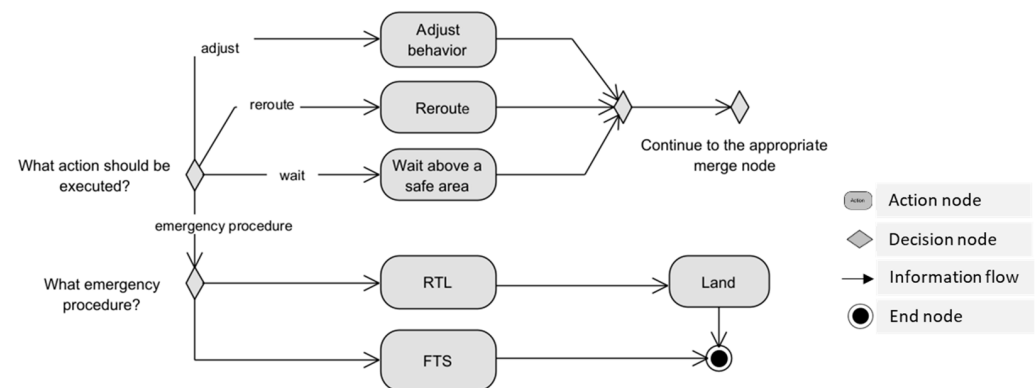 Adjust
behavior
adjust
reroute
Reroute
What action should be
executed?
wait
Wait above a
safe area
Continue to the appropriate
merge node
emergency procedure
What emergency
procedure?
RTL
Land
FTS
Action
Action node
Decision node
Information flow
End node